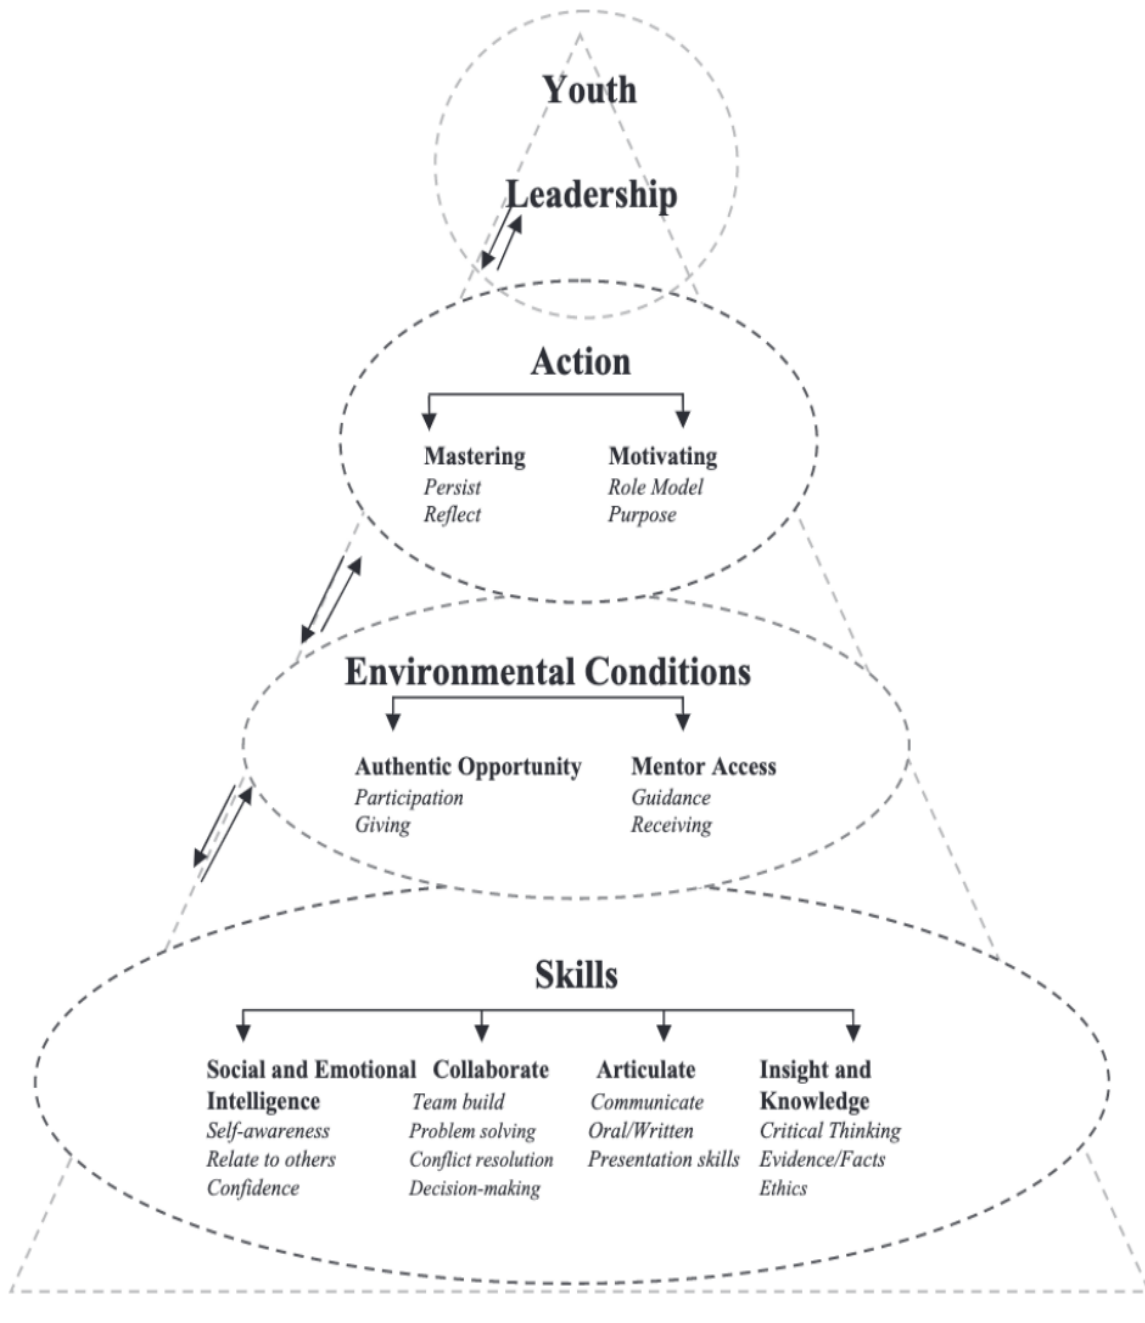 Youth
Leadership
Action
Mastering
Persist
Reflect
Motivating
Role Model
Purpose
Environmental Conditions
Authentic Opportunity
Participation
Giving
Mentor Access
Guidance
Receiving
Skills
Social and Emotional
Intelligence
Self-awareness
Relate to others
Confidence
Collaborate
Team build
Problem solving
Conflict resolution
Decision-making
Articulate
Communicate
Oral/Written
Presentation skills
Insight and
Knowledge
Critical Thinking
Evidence/Facts
Ethics